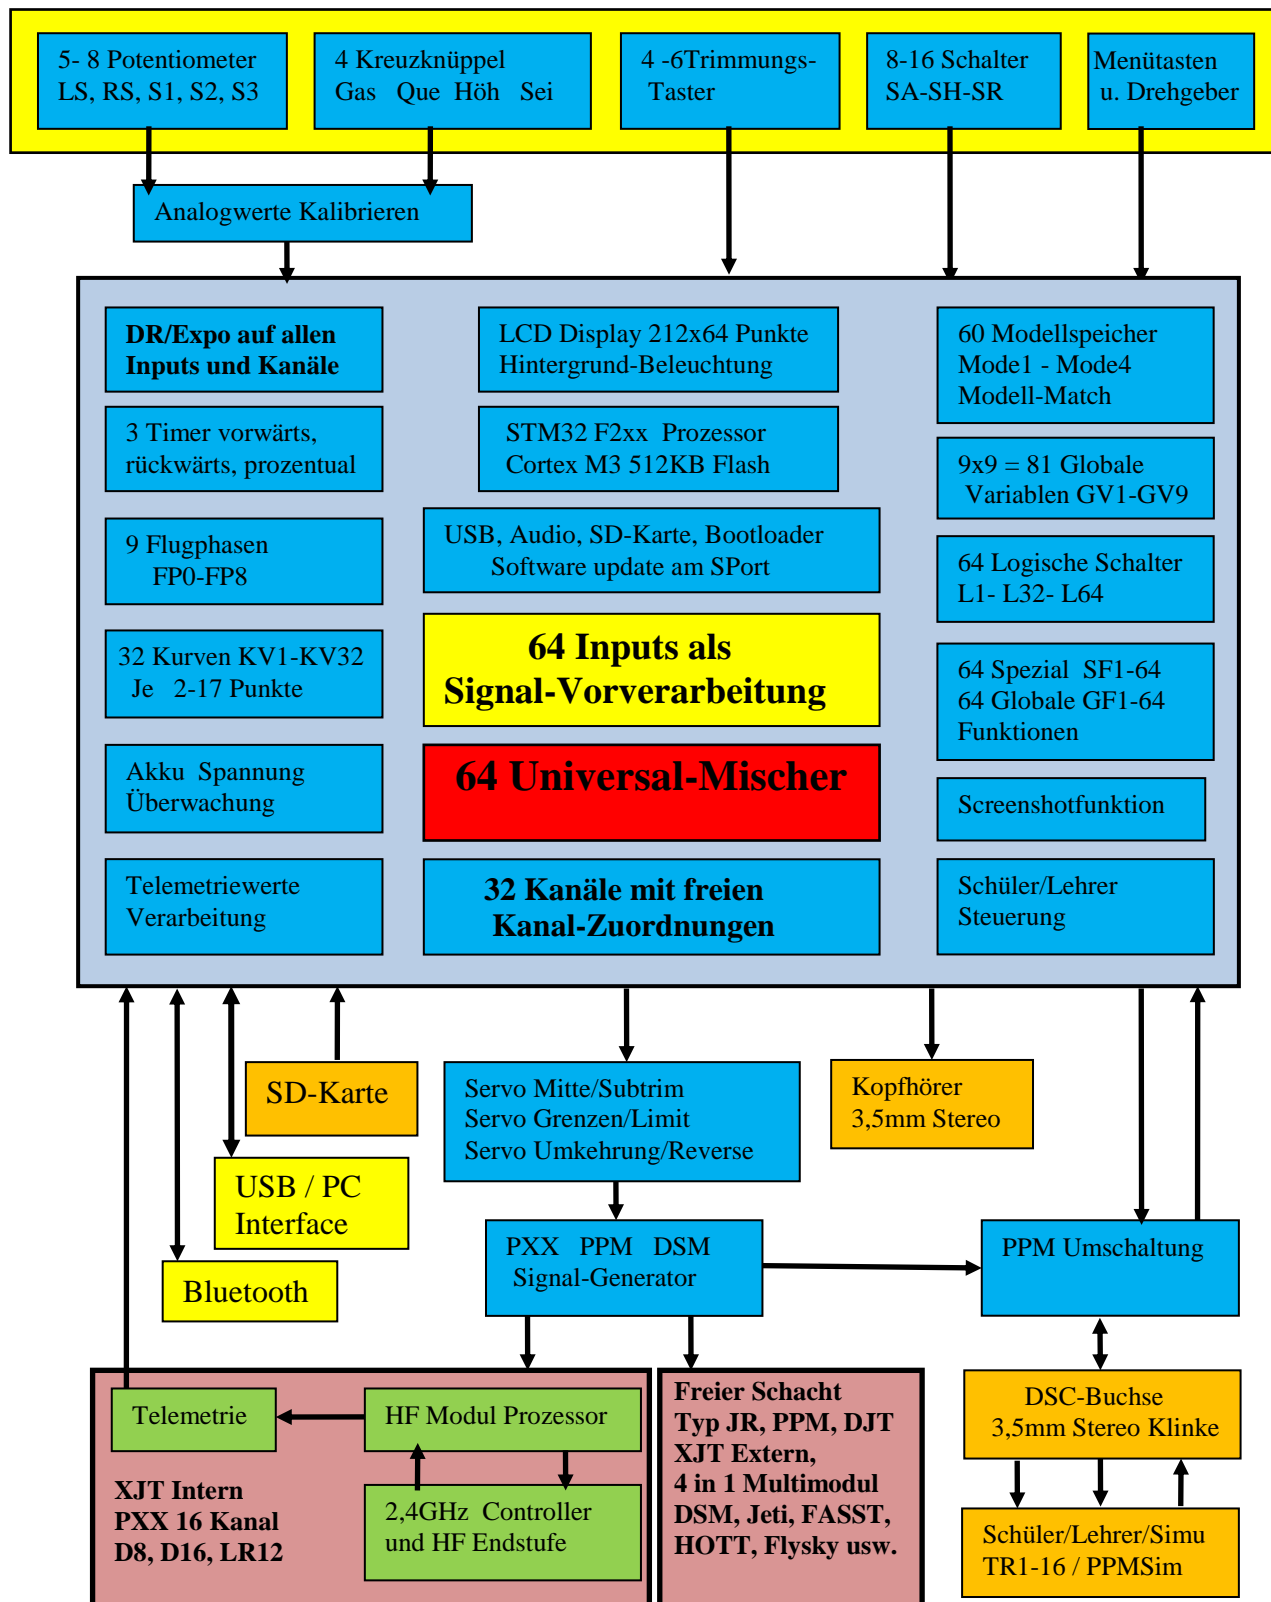 5- 8 Potentiometer
LS, RS, S1, S2, S3
4 Kreuzknüppel
Gas Que Höh Sei
4 -6Trimmungs-
Taster
8-16 Schalter
SA-SH-SR
Menütasten
u. Drehgeber
Analogwerte Kalibrieren
DR/Expo auf allen
Inputs und Kanäle
3 Timer vorwärts,
rückwärts, prozentual
9 Flugphasen
FP0-FP8
32 Kurven KV1-KV32
Je 2-17 Punkte
Akku Spannung
Überwachung
Telemetriewerte
Verarbeitung
LCD Display 212x64 Punkte
Hintergrund-Beleuchtung
STM32 F2xx Prozessor
Cortex M3 512KB Flash
USB, Audio, SD-Karte, Bootloader
Software update am SPort
64 Inputs als
Signal-Vorverarbeitung
64 Universal-Mischer
32 Kanäle mit freien
Kanal-Zuordnungen
60 Modellspeicher
Mode1 - Mode4
Modell-Match
9x9 = 81 Globale
Variablen GV1-GV9
64 Logische Schalter
L1- L32- L64
64 Spezial SF1-64
64 Globale GF1-64
Funktionen
Screenshotfunktion
Schüler/Lehrer
Steuerung
SD-Karte
USB / PC
Interface
Bluetooth
Servo Mitte/Subtrim
Servo Grenzen/Limit
Servo Umkehrung/Reverse
Kopfhörer
3,5mm Stereo
PXX PPM DSM
Signal-Generator
PPM Umschaltung
Telemetrie
HF Modul Prozessor
XJT Intern
PXX 16 Kanal
D8, D16, LR12
2,4GHz Controller
und HF Endstufe
Freier Schacht
Typ JR, PPM, DJT
XJT Extern,
4 in 1 Multimodul
DSM, Jeti, FASST,
HOTT, Flysky usw.
DSC-Buchse
3,5mm Stereo Klinke
Schüler/Lehrer/Simu
TR1-16 / PPMSim